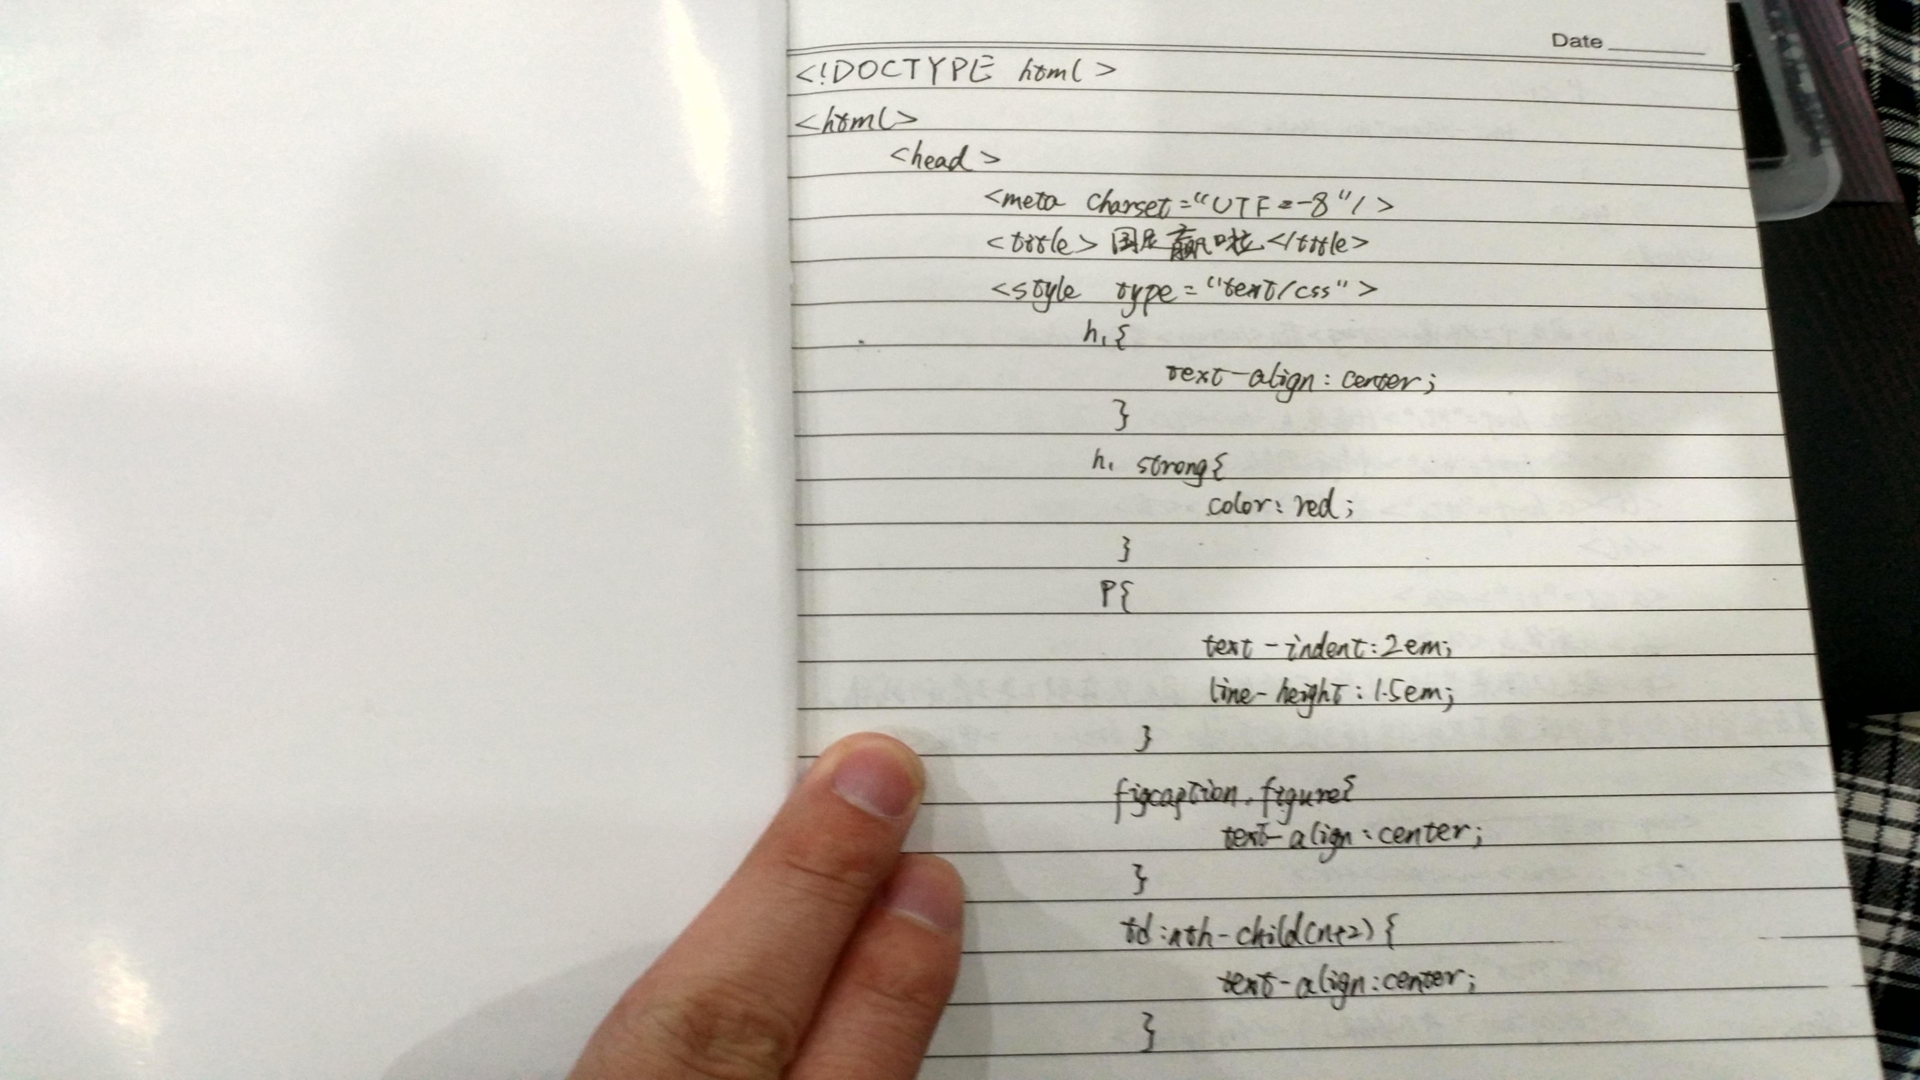 Date
<!DOCTYPE html>
<html>
<head>
<meta charset="UTF=-8"/>
<title>国足赢啦</title>
<style type="text/css">
h1{
text-align: center;
}
h1 strong{
color: red;
}
P{
text-indent:2em;
line-height:1.5em;
}
figcaption,figure{
text-align:center;
}
td:nth-child(n+2){
text-align:center;
}